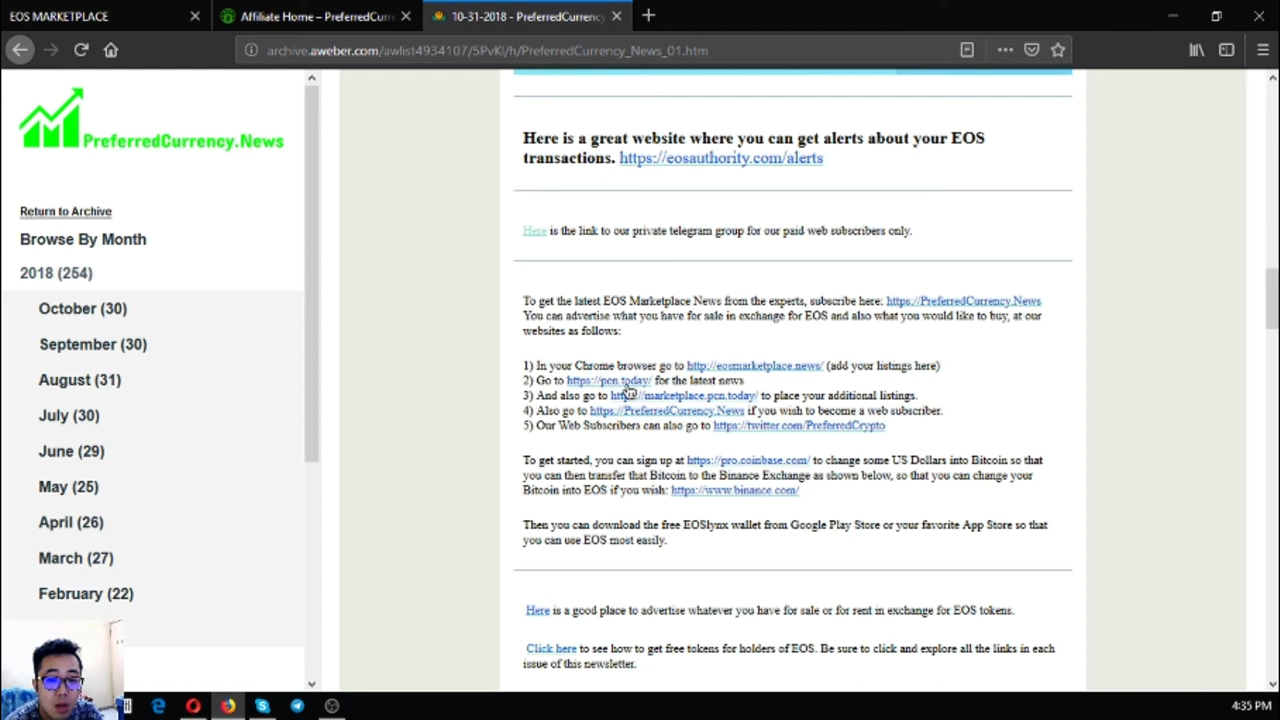 EOS MARKETPLACE
Affiliate Home – PreferredCurr
10-31-2018 - PreferredCurrency
archive.aweber.com/awlist4934107/5PvKi/h/PreferredCurrency_News_01.htm
PreferredCurrency.News
Return to Archive
Browse By Month
2018 (254)
October (30)
September (30)
August (31)
July (30)
June (29)
May (25)
April (26)
March (27)
February (22)
Here is a great website where you can get alerts about your EOS
transactions. https://eosauthority.com/alerts
Here is the link to our private telegram group for our paid web subscribers only.
To get the latest EOS Marketplace News from the experts, subscribe here: https://PreferredCurrency.News
You can advertise what you have for sale in exchange for EOS and also what you would like to buy, at our
websites as follows:
1) In your Chrome browser go to http://eosmarketplace.news/ (add your listings here)
2) Go to https://pcn.today/ for the latest news
3) And also go to http://marketplace.pcn.today/ to place your additional listings.
4) Also go to https://PreferredCurrency.News if you wish to become a web subscriber.
5) Our Web Subscribers can also go to https://twitter.com/PreferredCrypto
To get started, you can sign up at https://pro.coinbase.com/ to change some US Dollars into Bitcoin so that
you can then transfer that Bitcoin to the Binance Exchange as shown below, so that you can change your
Bitcoin into EOS if you wish: https://www.binance.com/
Then you can download the free EOSlynx wallet from Google Play Store or your favorite App Store so that
you can use EOS most easily.
Here is a good place to advertise whatever you have for sale or for rent in exchange for EOS tokens.
Click here to see how to get free tokens for holders of EOS. Be sure to click and explore all the links in each
issue of this newsletter.
4:35 PM